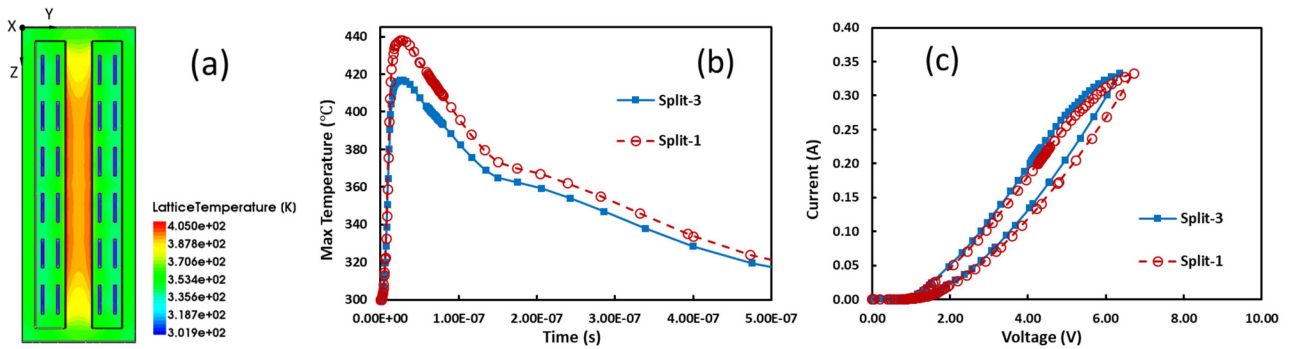 X
Y
Z
(a)
LatticeTemperature (K)
4.050e+02
3.878e+02
3.706e+02
3.534e+02
3.356e+02
3.187e+02
3.019e+02
440
420
400
380
360
340
320
300
Max Temperature (°C)
0.00E+00
1.00E-07
2.00E-07
3.00E-07
4.00E-07
5.00E-07
Time (s)
(b)
Split-3
Split-1
0.40
0.35
0.30
0.25
0.20
0.15
0.10
0.05
0.00
Current (A)
0.00
2.00
4.00
6.00
8.00
10.00
Voltage (V)
(c)
Split-3
Split-1